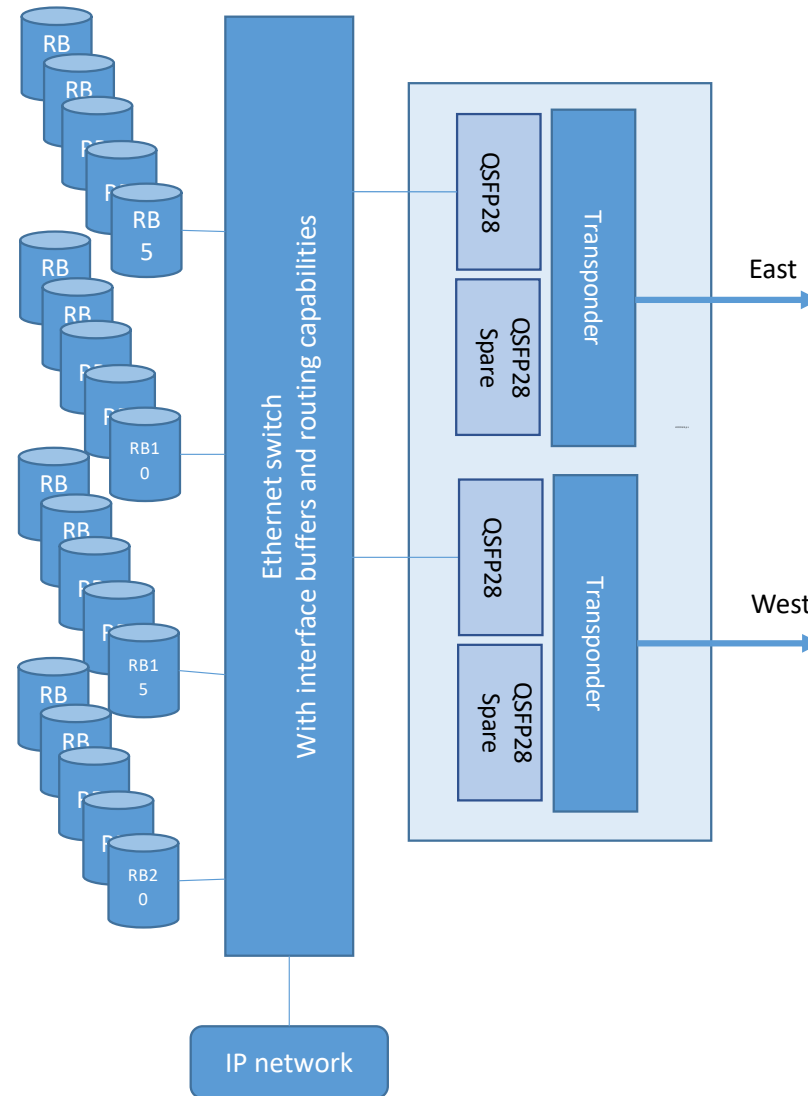 RB
RB
RB
5
RB
RB
RB1
0
RB
RB
RB1
5
RB
RB
RB2
0
Ethernet switch
With interface buffers and routing capabilities
IP network
QSFP28
QSFP28
Spare
Transponder
East
QSFP28
QSFP28
Spare
Transponder
West